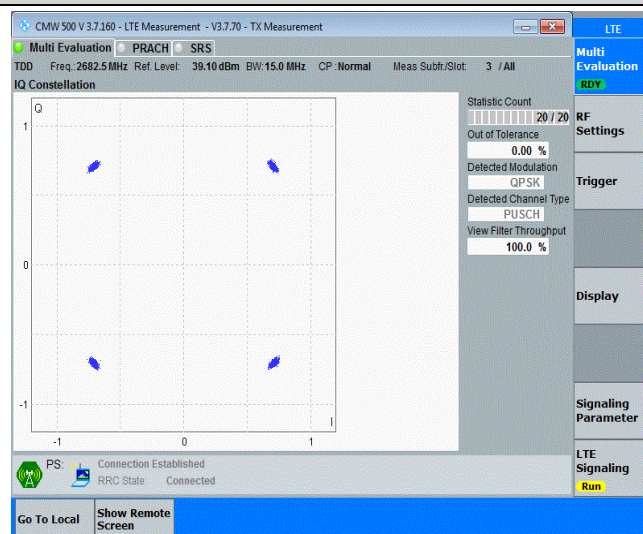 CMW 500 V 3.7.160 - LTE Measurement - V3.7.70 - TX Measurement
LTE
Multi Evaluation PRACH SRS
TDD Freq.:2682.5 MHz Ref. Level: 39.10 dBm BW:15.0 MHz CP :Normal Meas Subfr./Slot: 3 / All
IQ Constellation
Q
1
0
-1
-1 0 1
I
Statistic Count
20 / 20
Out of Tolerance
0.00 %
Detected Modulation
QPSK
Detected Channel Type
PUSCH
View Filter Throughput
100.0 %
Multi
Evaluation
RDY
RF
Settings
Trigger
Display
Signaling
Parameter
LTE
Signaling
Run
PS: Connection Established
RRC State: Connected
Go To Local
Show Remote
Screen